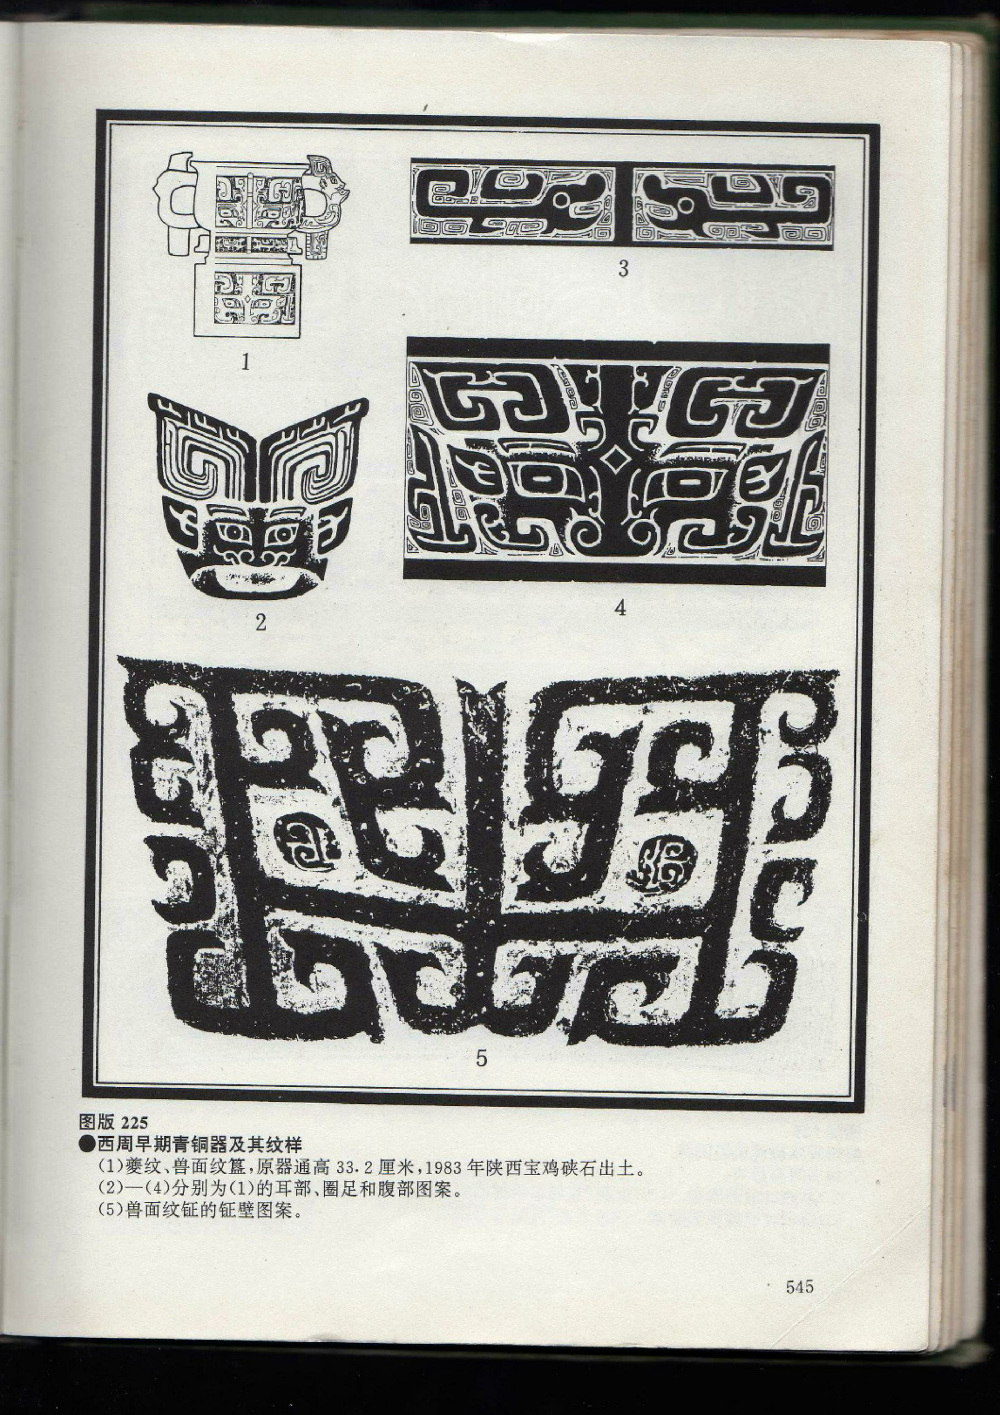 1
3
2
4
5
图版 225
●西周早期青铜器及其纹样
(1)夔纹、兽面纹簋,原器通高 33.2 厘米,1983 年陕西宝鸡硖石出土。
(2)—(4)分别为(1)的耳部、圈足和腹部图案。
(5)兽面纹钲的钲壁图案。
545